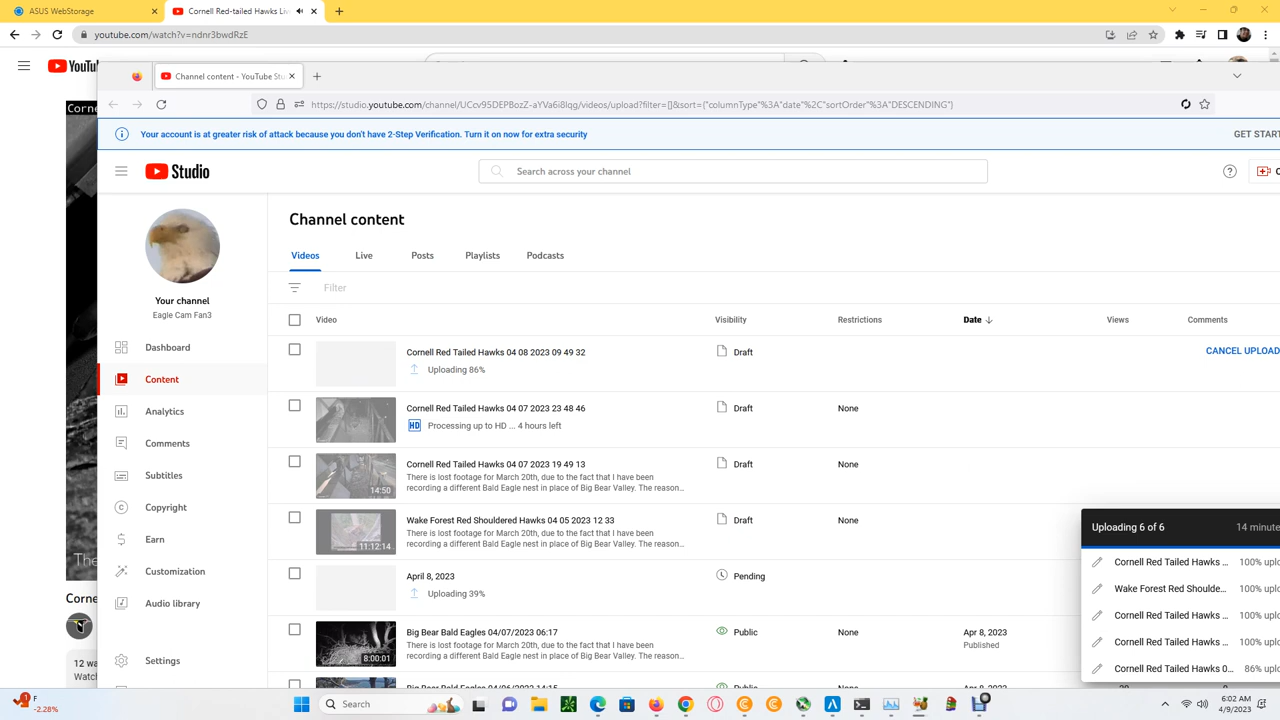 ASUS WebStorage
Cornell Red-tailed Hawks Liv
youtube.com/watch?v=ndnr3bwdRzE
YouTu
Channel content - YouTube Stu
https://studio.youtube.com/channel/UCcv95DEPBozZ-aYVa6i8lqg/videos/upload?filter=[]&sort={"columnType"%3A"date"%2C"sortOrder"%3A"DESCENDING"}
Corne
Your account is at greater risk of attack because you don't have 2-Step Verification. Turn it on now for extra security
GET START
Studio
Search across your channel
Channel content
Videos
Live
Posts
Playlists
Podcasts
Your channel
Eagle Cam Fan3
Filter
Video
Visibility
Restrictions
Date
Views
Comments
Dashboard
Content
Analytics
Comments
Subtitles
Copyright
Earn
Customization
Audio library
Settings
Cornell Red Tailed Hawks 04 08 2023 09 49 32
Uploading 86%
Draft
CANCEL UPLOAD
Cornell Red Tailed Hawks 04 07 2023 23 48 46
HD
Processing up to HD ... 4 hours left
Draft
None
Cornell Red Tailed Hawks 04 07 2023 19 49 13
There is lost footage for March 20th, due to the fact that I have been
recording a different Bald Eagle nest in place of Big Bear Valley. The reason...
14:50
Draft
None
Wake Forest Red Shouldered Hawks 04 05 2023 12 33
There is lost footage for March 20th, due to the fact that I have been
recording a different Bald Eagle nest in place of Big Bear Valley. The reason...
11:12:14
Draft
None
April 8, 2023
Uploading 39%
Pending
Big Bear Bald Eagles 04/07/2023 06:17
There is lost footage for March 20th, due to the fact that I have been
recording a different Bald Eagle nest in place of Big Bear Valley. The reason...
8:00:01
Public
None
Apr 8, 2023
Published
Uploading 6 of 6
14 minute
Cornell Red Tailed Hawks ...
100% uplo
Wake Forest Red Shoulde...
100% uplo
Cornell Red Tailed Hawks ...
100% uplo
Cornell Red Tailed Hawks ...
100% uplo
Cornell Red Tailed Hawks 0...
86% uplo
The
Corne
12 wa
Watch
F
-2.28%
Search
6:02 AM
4/9/2023